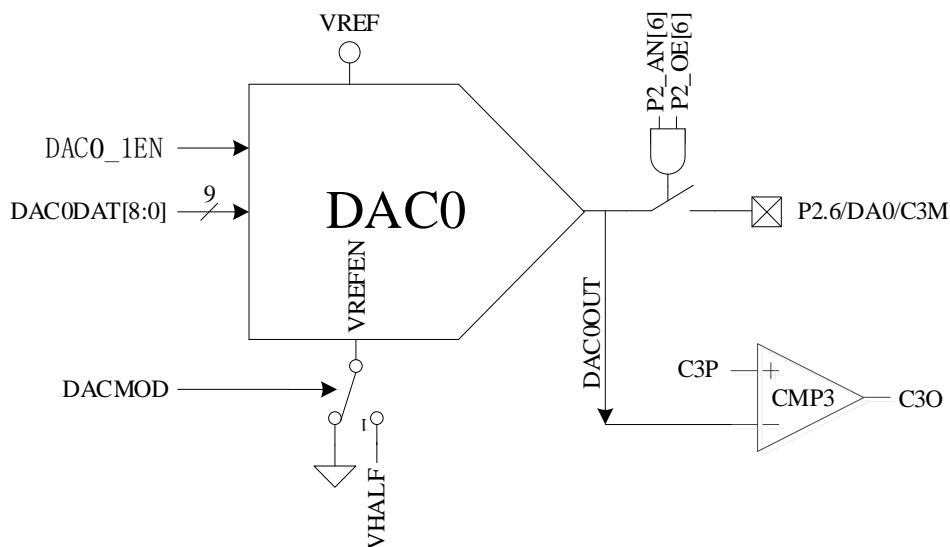 VREF
P2_AN[6]
P2_OE[6]
DAC0_1EN
9
DAC0DAT[8:0]
DAC0
P2.6/DA0/C3M
VREFEN
DAC0OUT
DACMOD
C3P
+
CMP3
C3O
−
1
VHALF